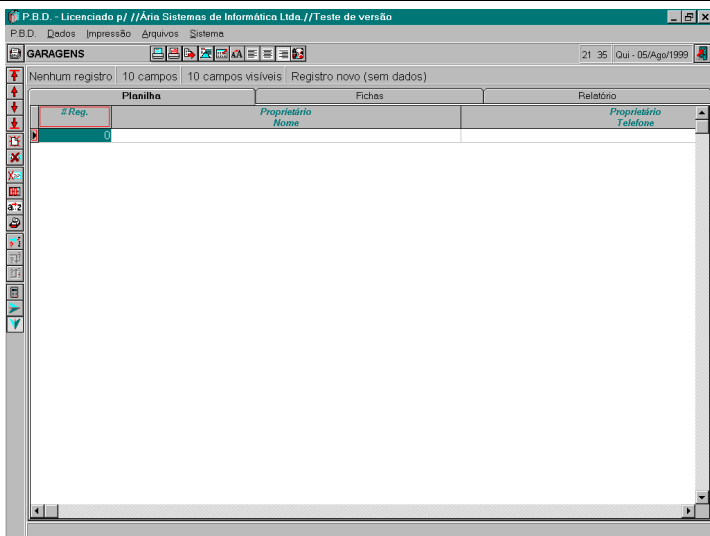 P.B.D. - Licenciado p/ //Ária Sistemas de Informática Ltda.//Teste de versão
P.B.D. Dados Impressão Arquivos Sistema
GARAGENS 21 35 Qui - 05/Ago/1999
Nenhum registro 10 campos 10 campos visíveis Registro novo (sem dados)
Planilha Fichas Relatório
# Reg. Proprietário Proprietário
Nome Telefone
0